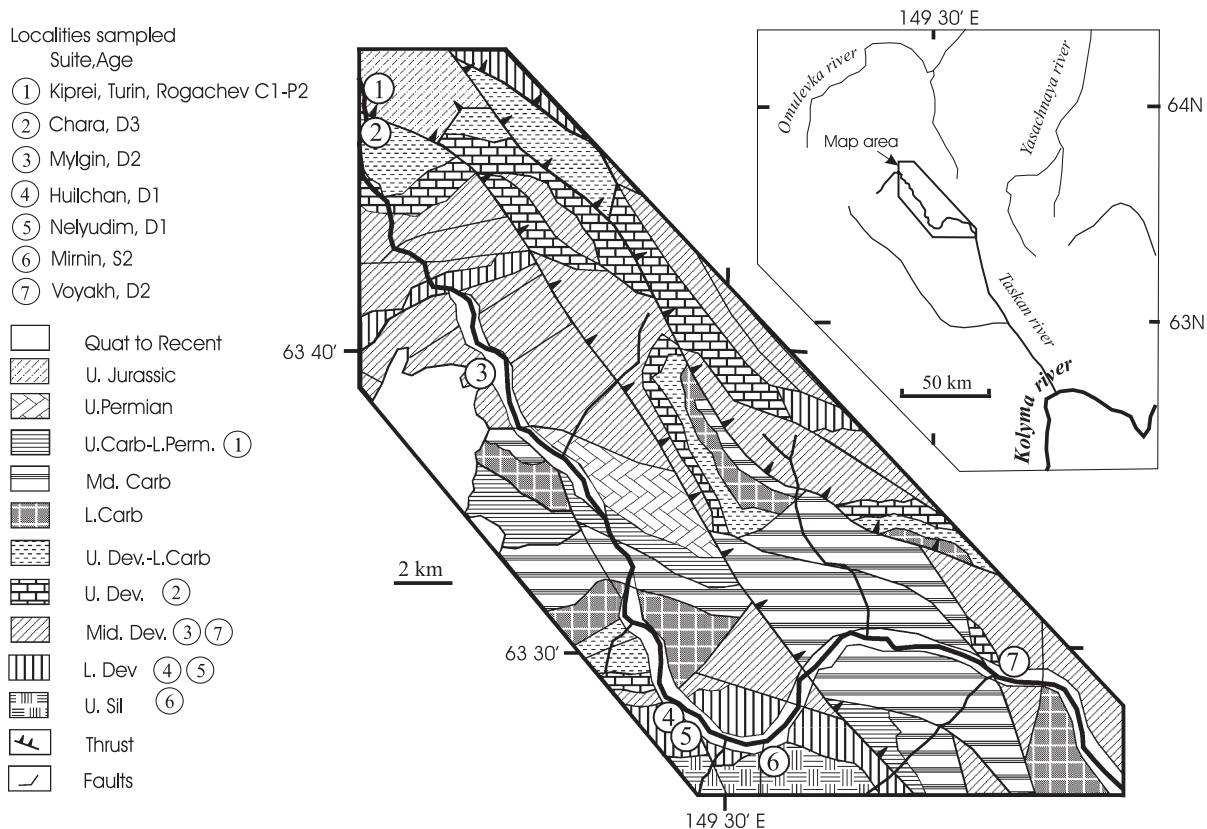 Localities sampled
Suite,Age
1 Kiprei, Turin, Rogachev C1-P2
2 Chara, D3
3 Mylgin, D2
4 Huilchan, D1
5 Nelyudim, D1
6 Mirnin, S2
7 Voyakh, D2
Quat to Recent
U. Jurassic
U.Permian
U.Carb-L.Perm. 1
Md. Carb
L.Carb
U. Dev.-L.Carb
U. Dev. 2
Mid. Dev. 3 7
L. Dev 4 5
U. Sil 6
Thrust
Faults
1
2
63 40'
3
2 km
63 30'
4
5
6
7
149 30' E
149 30' E
Omulevka river
Yasachnaya river
64N
Map area
Taskan river
63N
50 km
Kolyma river